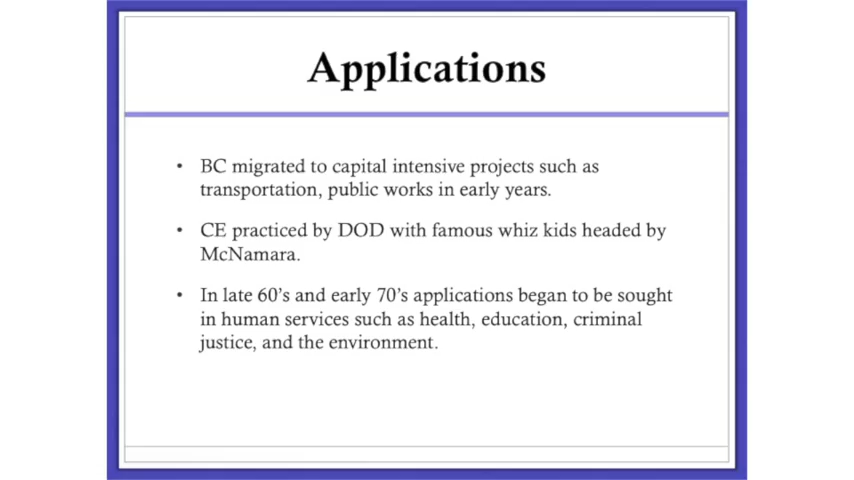 Applications
• BC migrated to capital intensive projects such as
transportation, public works in early years.
• CE practiced by DOD with famous whiz kids headed by
McNamara.
• In late 60's and early 70's applications began to be sought
in human services such as health, education, criminal
justice, and the environment.